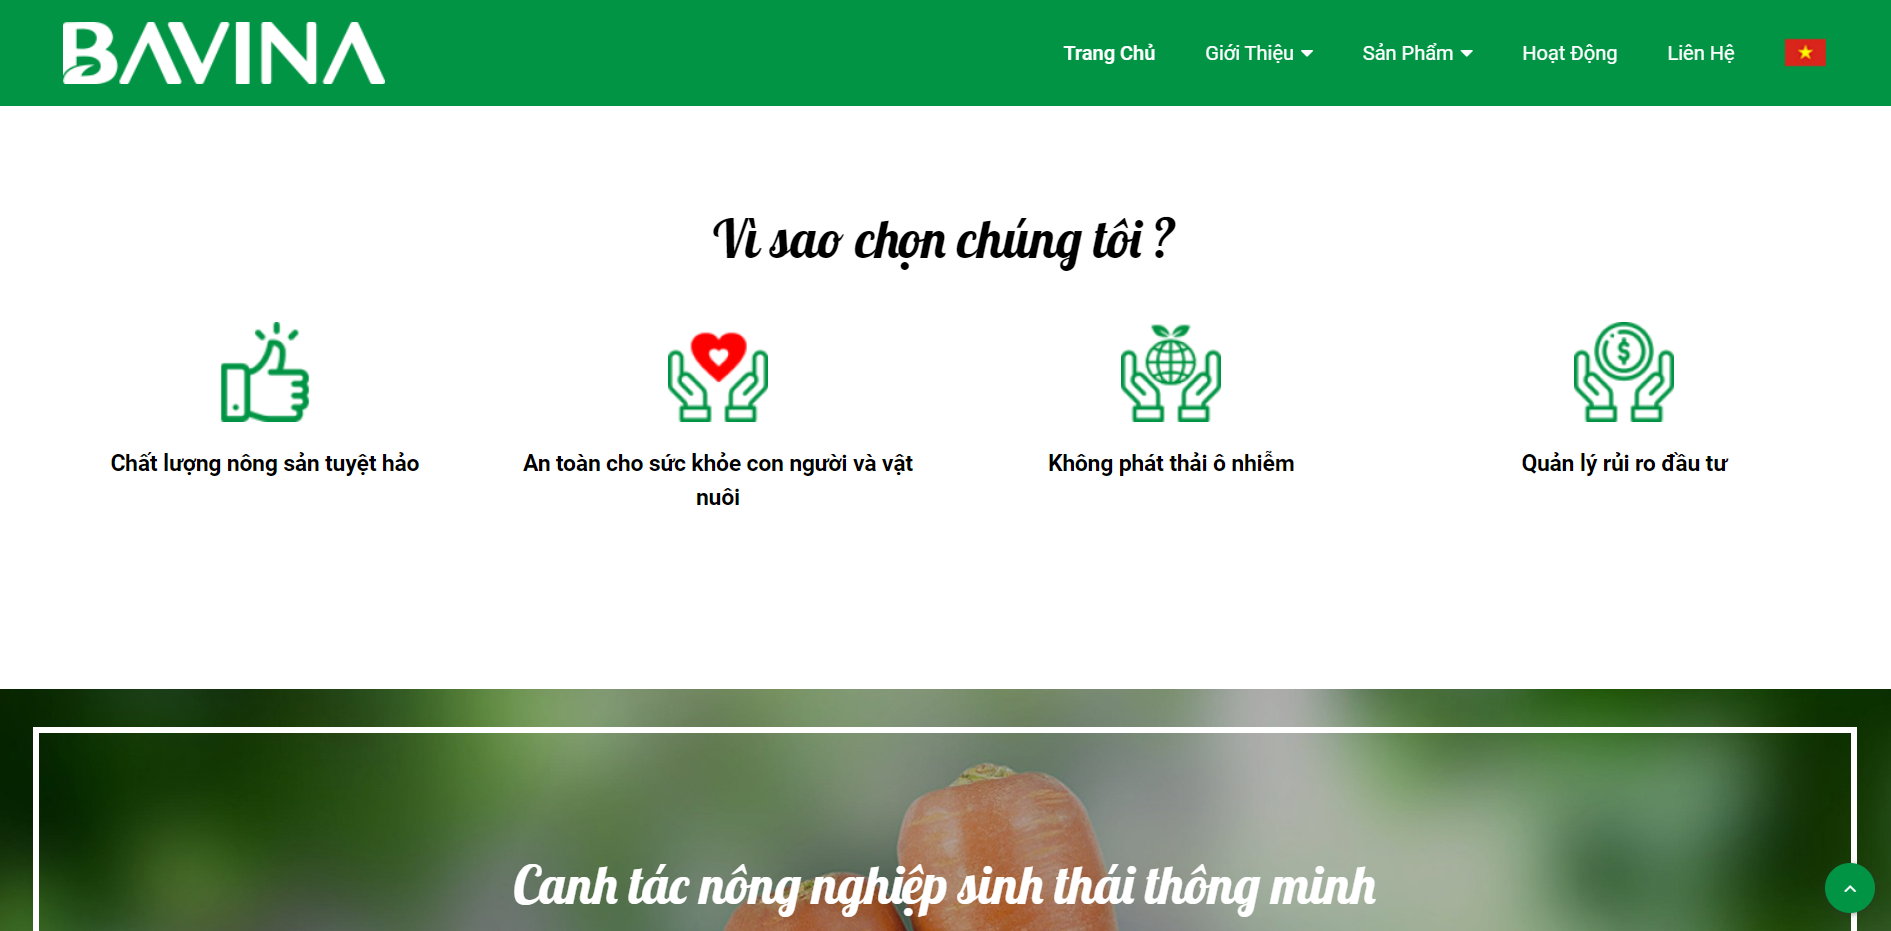 BAVINA
Trang Chủ Giới Thiệu Sản Phẩm Hoạt Động Liên Hệ
Vì sao chọn chúng tôi ?
Chất lượng nông sản tuyệt hảo
An toàn cho sức khỏe con người và vật
nuôi
Không phát thải ô nhiễm
Quản lý rủi ro đầu tư
Canh tác nông nghiệp sinh thái thông minh